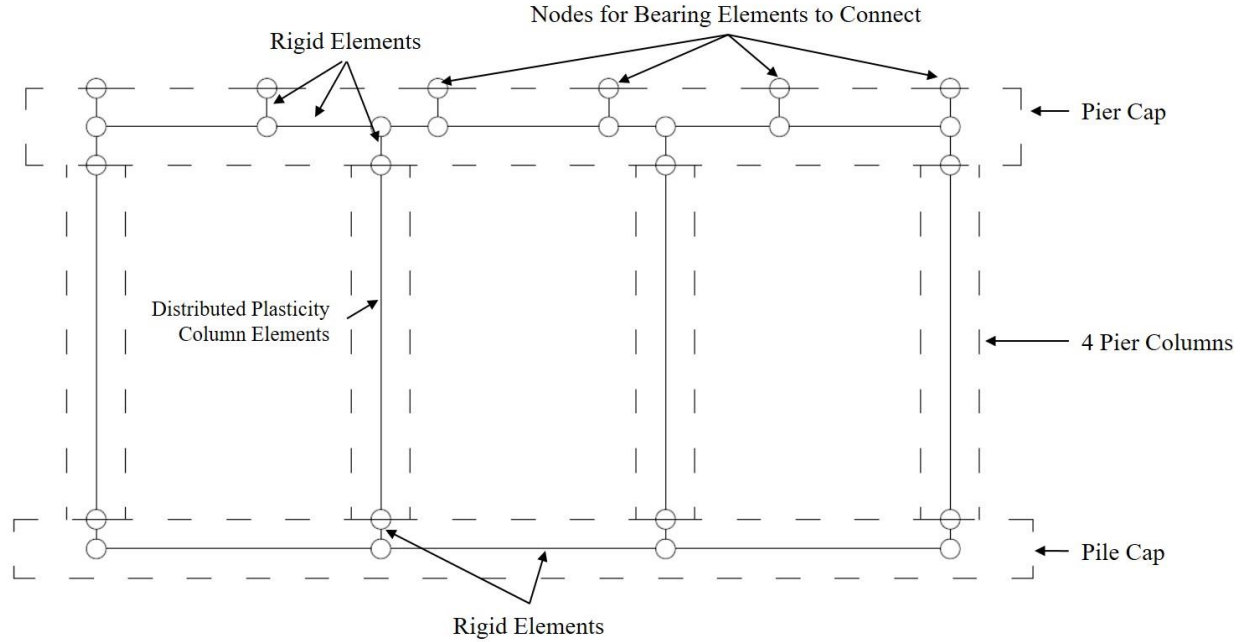 Nodes for Bearing Elements to Connect
Rigid Elements
Pier Cap
Distributed Plasticity
Column Elements
4 Pier Columns
Pile Cap
Rigid Elements